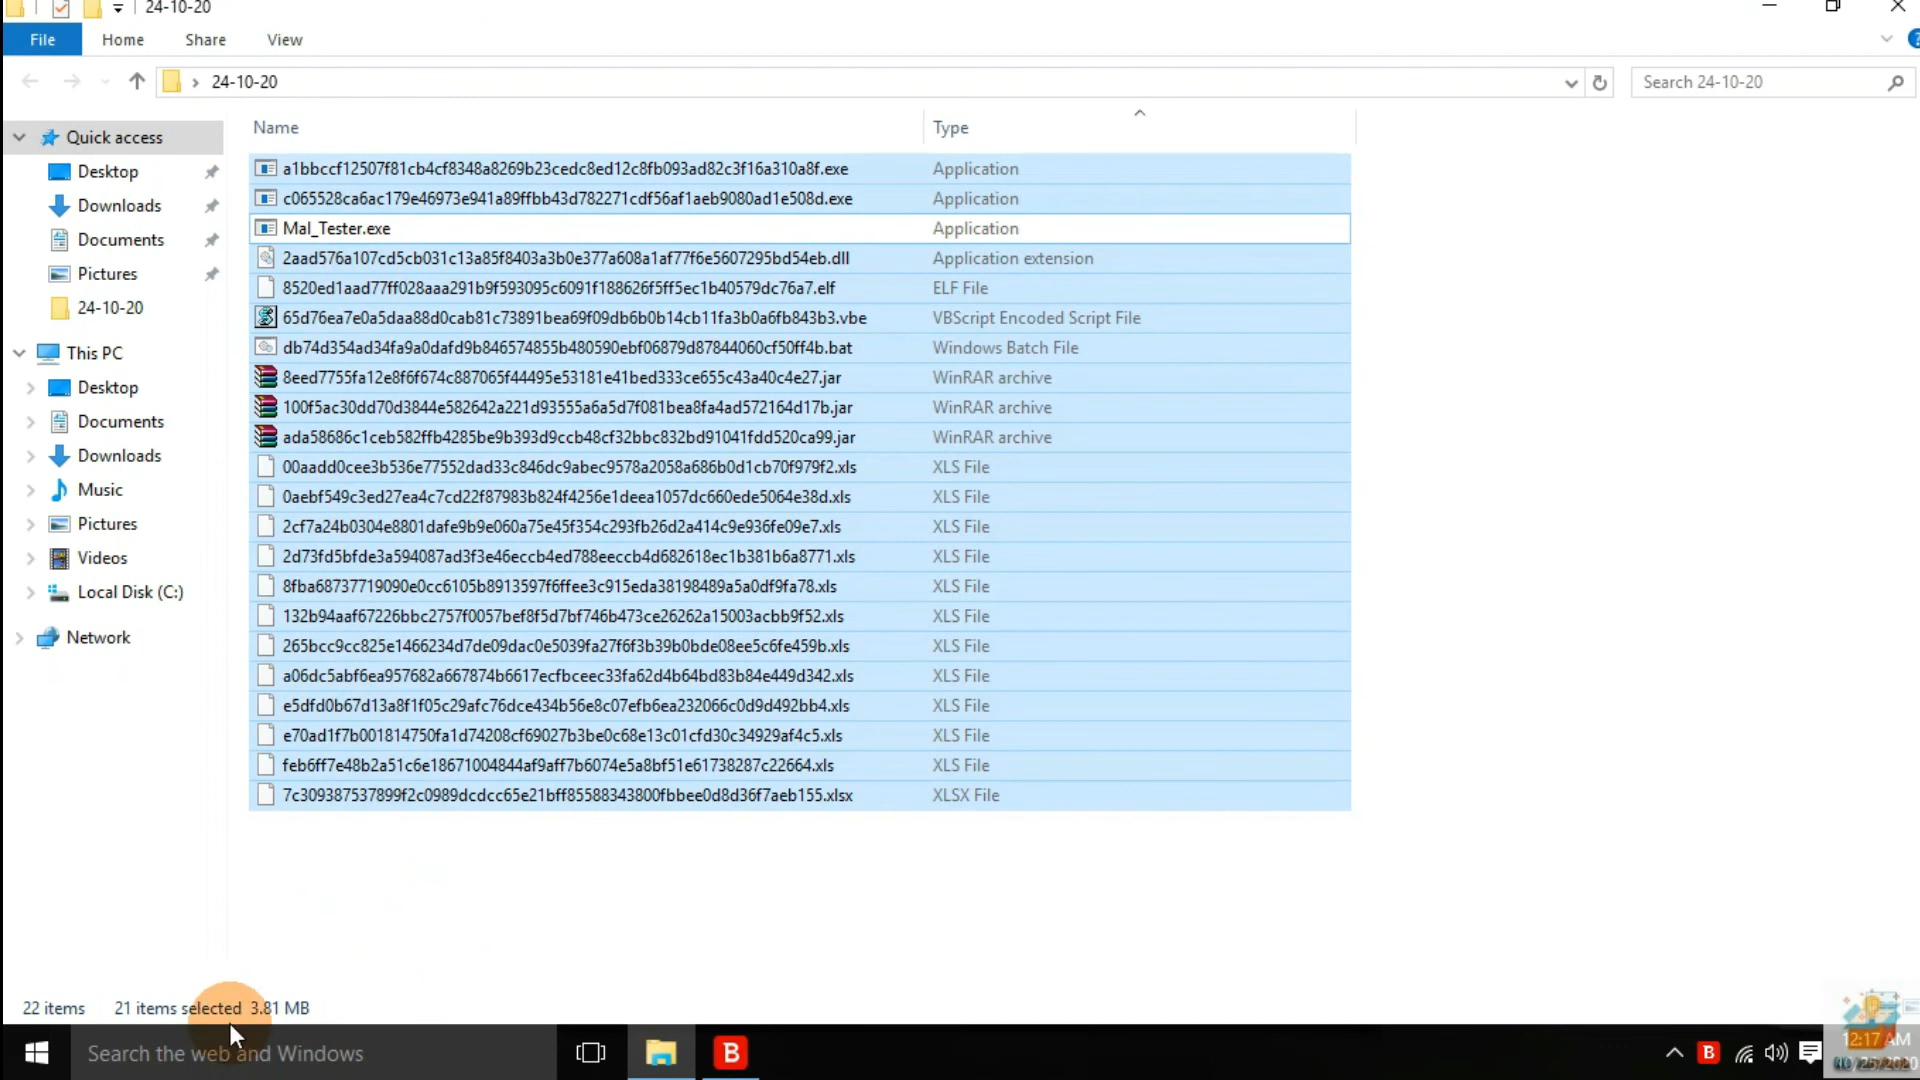 24-10-20
File Home Share View
24-10-20 Search 24-10-20
Name Type
Quick access
Desktop
Downloads
Documents
Pictures
24-10-20
This PC
Desktop
Documents
Downloads
Music
Pictures
Videos
Local Disk (C:)
Network
a1bbccf12507f81cb4cf8348a8269b23cedc8ed12c8fb093ad82c3f16a310a8f.exe Application
c065528ca6ac179e46973e941a89ffbb43d782271cdf56af1aeb9080ad1e508d.exe Application
Mal_Tester.exe Application
2aad576a107cd5cb031c13a85f8403a3b0e377a608a1af77f6e5607295bd54eb.dll Application extension
8520ed1aad77ff028aaa291b9f593095c6091f188626f5ff5ec1b40579dc76a7.elf ELF File
65d76ea7e0a5daa88d0cab81c73891bea69f09db6b0b14cb11fa3b0a6fb843b3.vbe VBScript Encoded Script File
db74d354ad34fa9a0dafd9b846574855b480590ebf06879d87844060cf50ff4b.bat Windows Batch File
8eed7755fa12e8f6f674c887065f44495e53181e41bed333ce655c43a40c4e27.jar WinRAR archive
100f5ac30dd70d3844e582642a221d93555a6a5d7f081bea8fa4ad572164d17b.jar WinRAR archive
ada58686c1ceb582ffb4285be9b393d9ccb48cf32bbc832bd91041fdd520ca99.jar WinRAR archive
00aadd0cee3b536e77552dad33c846dc9abec9578a2058a686b0d1cb70f979f2.xls XLS File
0aebf549c3ed27ea4c7cd22f87983b824f4256e1deea1057dc660ede5064e38d.xls XLS File
2cf7a24b0304e8801dafe9b9e060a75e45f354c293fb26d2a414c9e936fe09e7.xls XLS File
2d73fd5bfde3a594087ad3f3e46eccb4ed788eeccb4d682618ec1b381b6a8771.xls XLS File
8fba68737719090e0cc6105b8913597f6ffee3c915eda38198489a5a0df9fa78.xls XLS File
132b94aaf67226bbc2757f0057bef8f5d7bf746b473ce26262a15003acbb9f52.xls XLS File
265bcc9cc825e1466234d7de09dac0e5039fa27f6f3b39b0bde08ee5c6fe459b.xls XLS File
a06dc5abf6ea957682a667874b6617ecfbceec33fa62d4b64bd83b84e449d342.xls XLS File
e5dfd0b67d13a8f1f05c29afc76dce434b56e8c07efb6ea232066c0d9d492bb4.xls XLS File
e70ad1f7b001814750fa1d74208cf69027b3be0c68e13c01cfd30c34929af4c5.xls XLS File
feb6ff7e48b2a51c6e18671004844af9aff7b6074e5a8bf51e61738287c22664.xls XLS File
7c309387537899f2c0989dcdcc65e21bff85588343800fbbee0d8d36f7aeb155.xlsx XLSX File
22 items 21 items selected 3.81 MB
Search the web and Windows B B 12:17 AM
10/25/2020